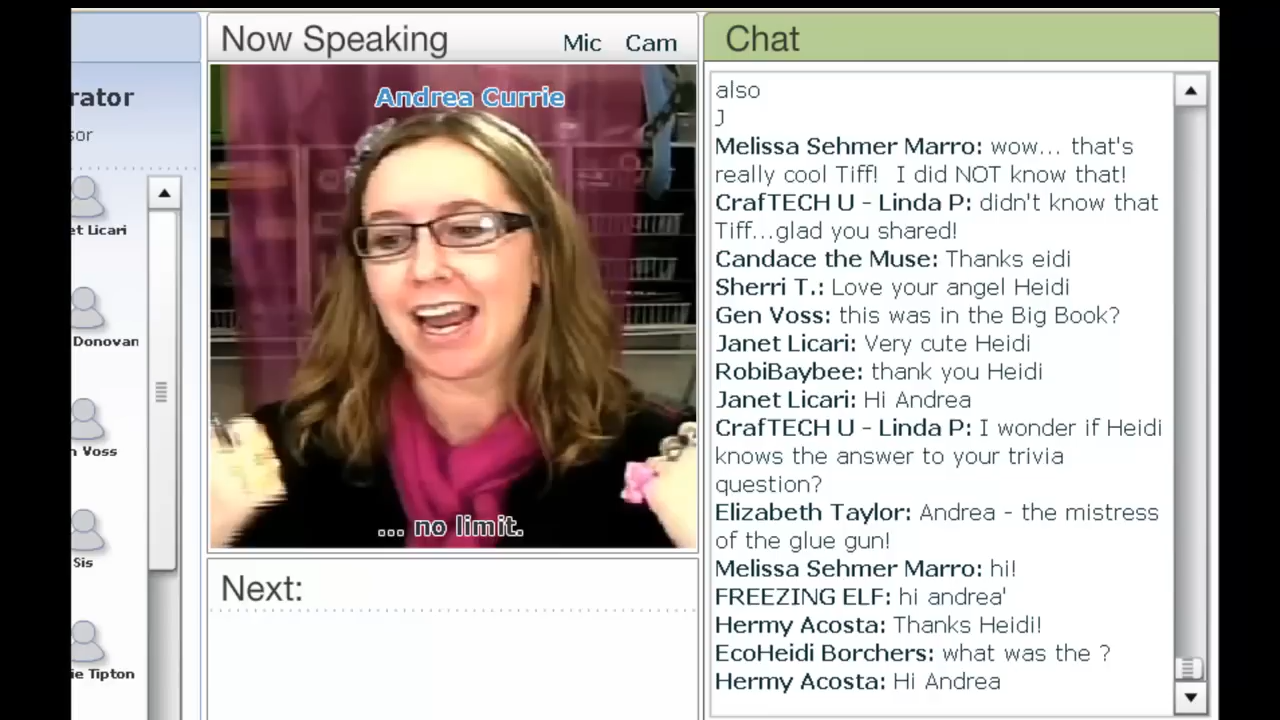 rator
sor
et Licari
Donovan
n Voss
Sis
ie Tipton
Now Speaking
Mic Cam
Andrea Currie
... no limit.
Next:
Chat
also
J
Melissa Sehmer Marro: wow... that's
really cool Tiff! I did NOT know that!
CrafTECH U - Linda P: didn't know that
Tiff...glad you shared!
Candace the Muse: Thanks eidi
Sherri T.: Love your angel Heidi
Gen Voss: this was in the Big Book?
Janet Licari: Very cute Heidi
RobiBaybee: thank you Heidi
Janet Licari: Hi Andrea
CrafTECH U - Linda P: I wonder if Heidi
knows the answer to your trivia
question?
Elizabeth Taylor: Andrea - the mistress
of the glue gun!
Melissa Sehmer Marro: hi!
FREEZING ELF: hi andrea'
Hermy Acosta: Thanks Heidi!
EcoHeidi Borchers: what was the ?
Hermy Acosta: Hi Andrea